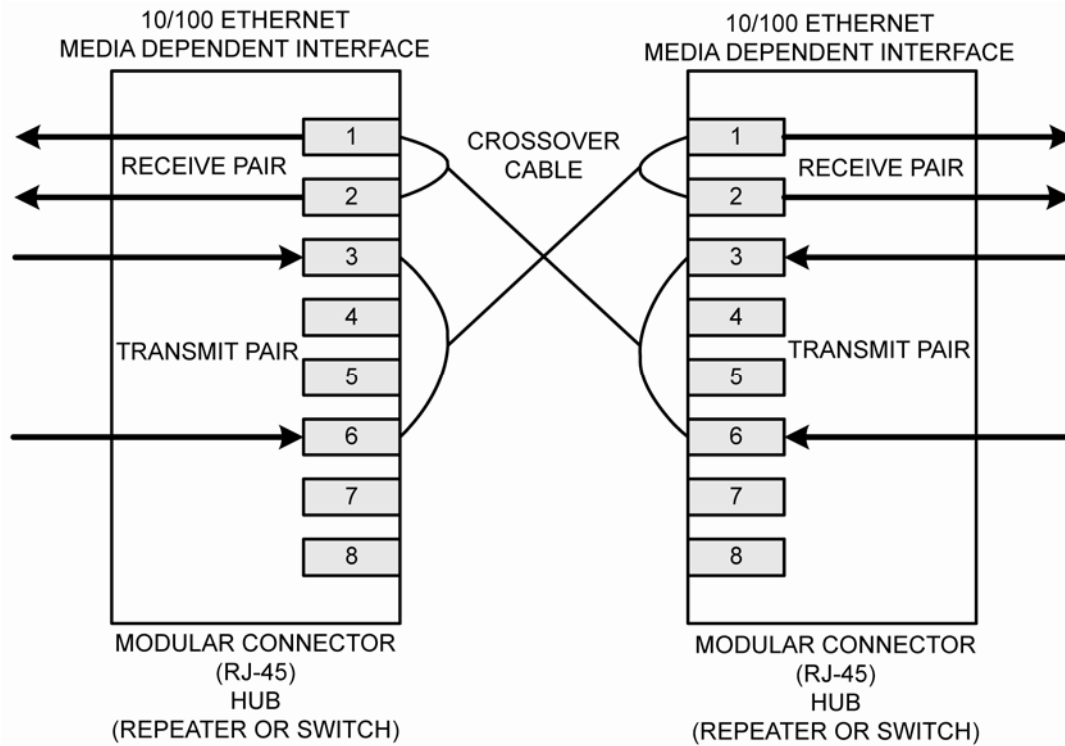 10/100 ETHERNET
MEDIA DEPENDENT INTERFACE
10/100 ETHERNET
MEDIA DEPENDENT INTERFACE
1
2
3
4
5
6
7
8
RECEIVE PAIR
TRANSMIT PAIR
CROSSOVER
CABLE
1
2
3
4
5
6
7
8
RECEIVE PAIR
TRANSMIT PAIR
MODULAR CONNECTOR
(RJ-45)
HUB
(REPEATER OR SWITCH)
MODULAR CONNECTOR
(RJ-45)
HUB
(REPEATER OR SWITCH)